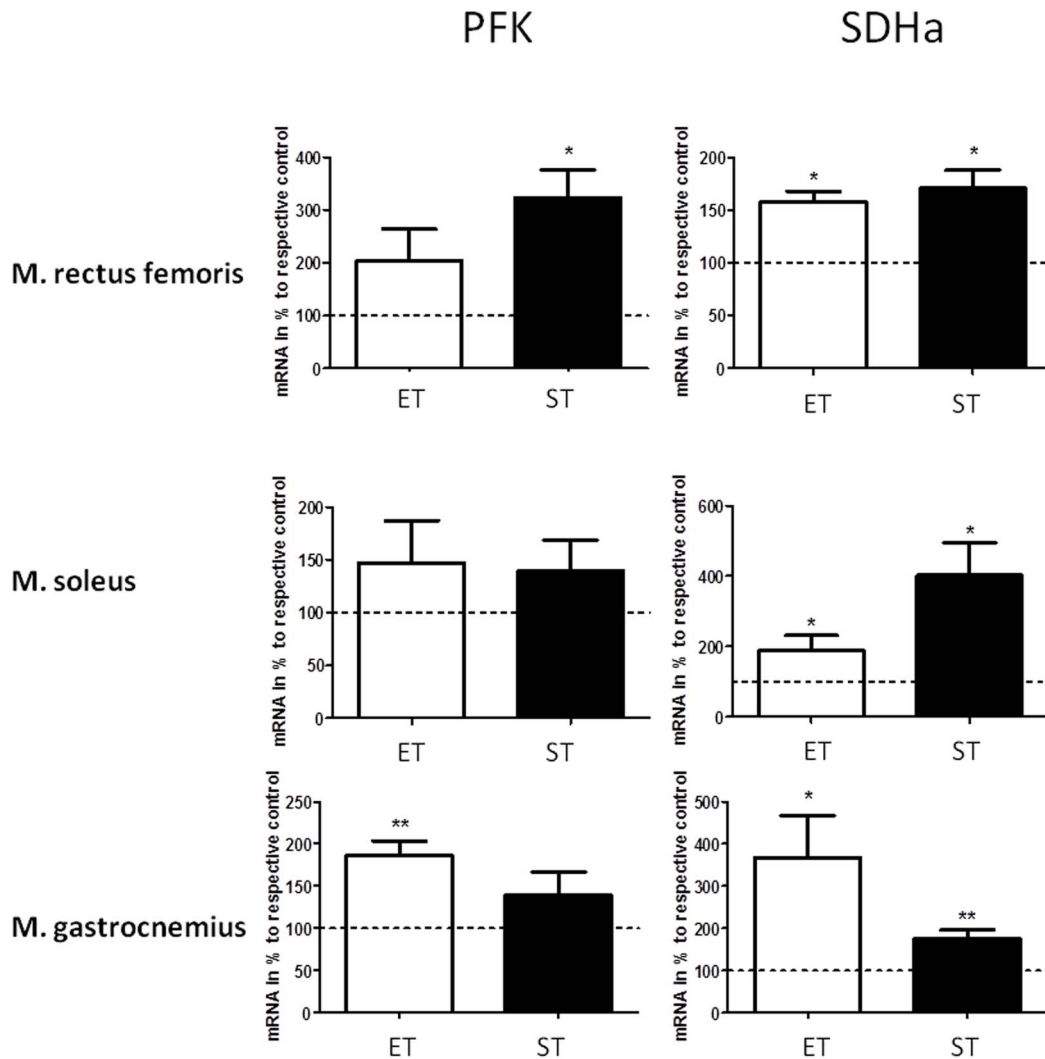 PFK SDHa
M. rectus femoris
mRNA In % to respective control
400
300
200
100
0
*
ET ST
mRNA In % to respective control
200
150
100
50
0
* *
ET ST
M. soleus
mRNA In % to respective control
200
150
100
50
0
ET ST
mRNA In % to respective control
600
400
200
0
* *
ET ST
M. gastrocnemius
mRNA In % to respective control
250
200
150
100
50
0
**
ET ST
mRNA In % to respective control
500
400
300
200
100
0
* **
ET ST